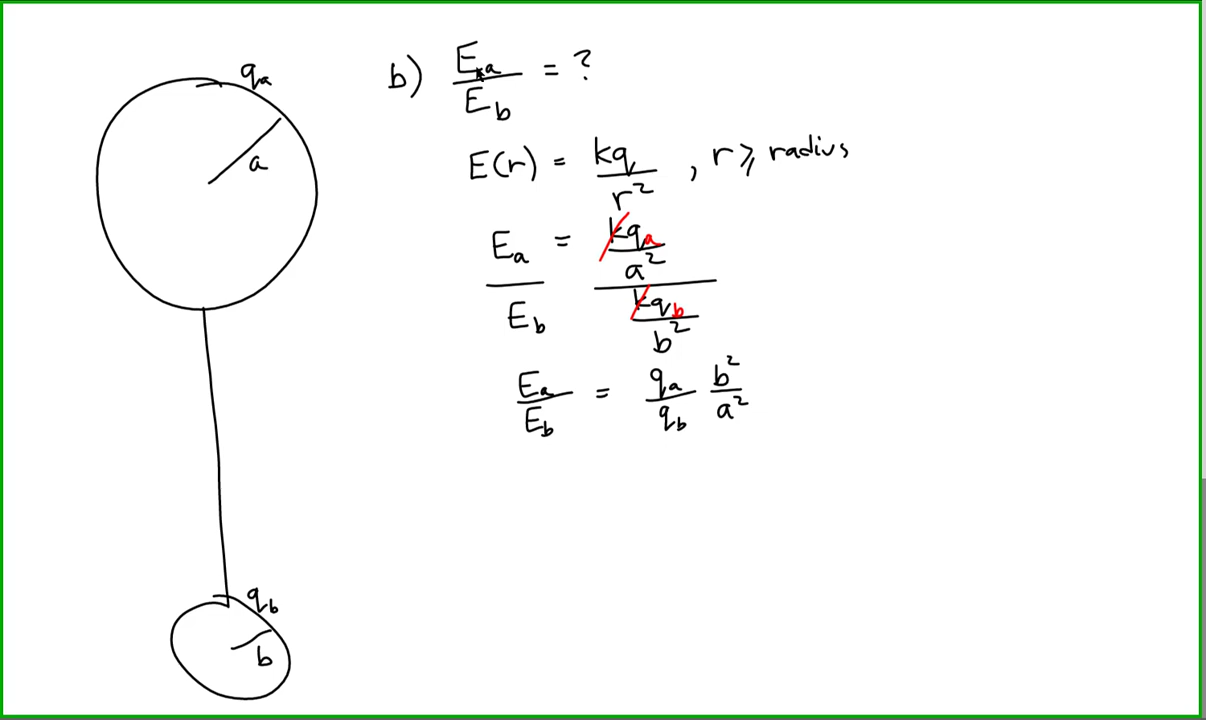 qa
a
b) Ea/Eb = ?
E(r) = kq/r², r ⩾ radius
Ea/Eb = (kqa/a²)/(kqb/b²)
Ea/Eb = qa/qb b²/a²
qb
b